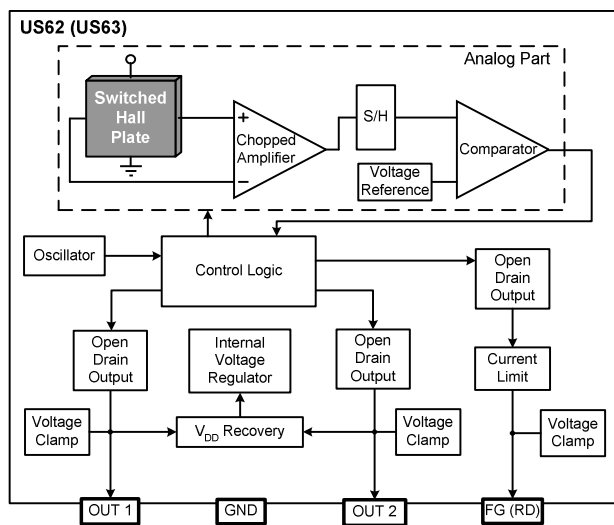 US62 (US63)
Analog Part
Switched
Hall
Plate
+
−
Chopped
Amplifier
S/H
Voltage
Reference
Comparator
Oscillator
Control Logic
Open
Drain
Output
Open
Drain
Output
Internal
Voltage
Regulator
Open
Drain
Output
Current
Limit
Voltage
Clamp
VDD Recovery
Voltage
Clamp
Voltage
Clamp
OUT 1
GND
OUT 2
FG (RD)